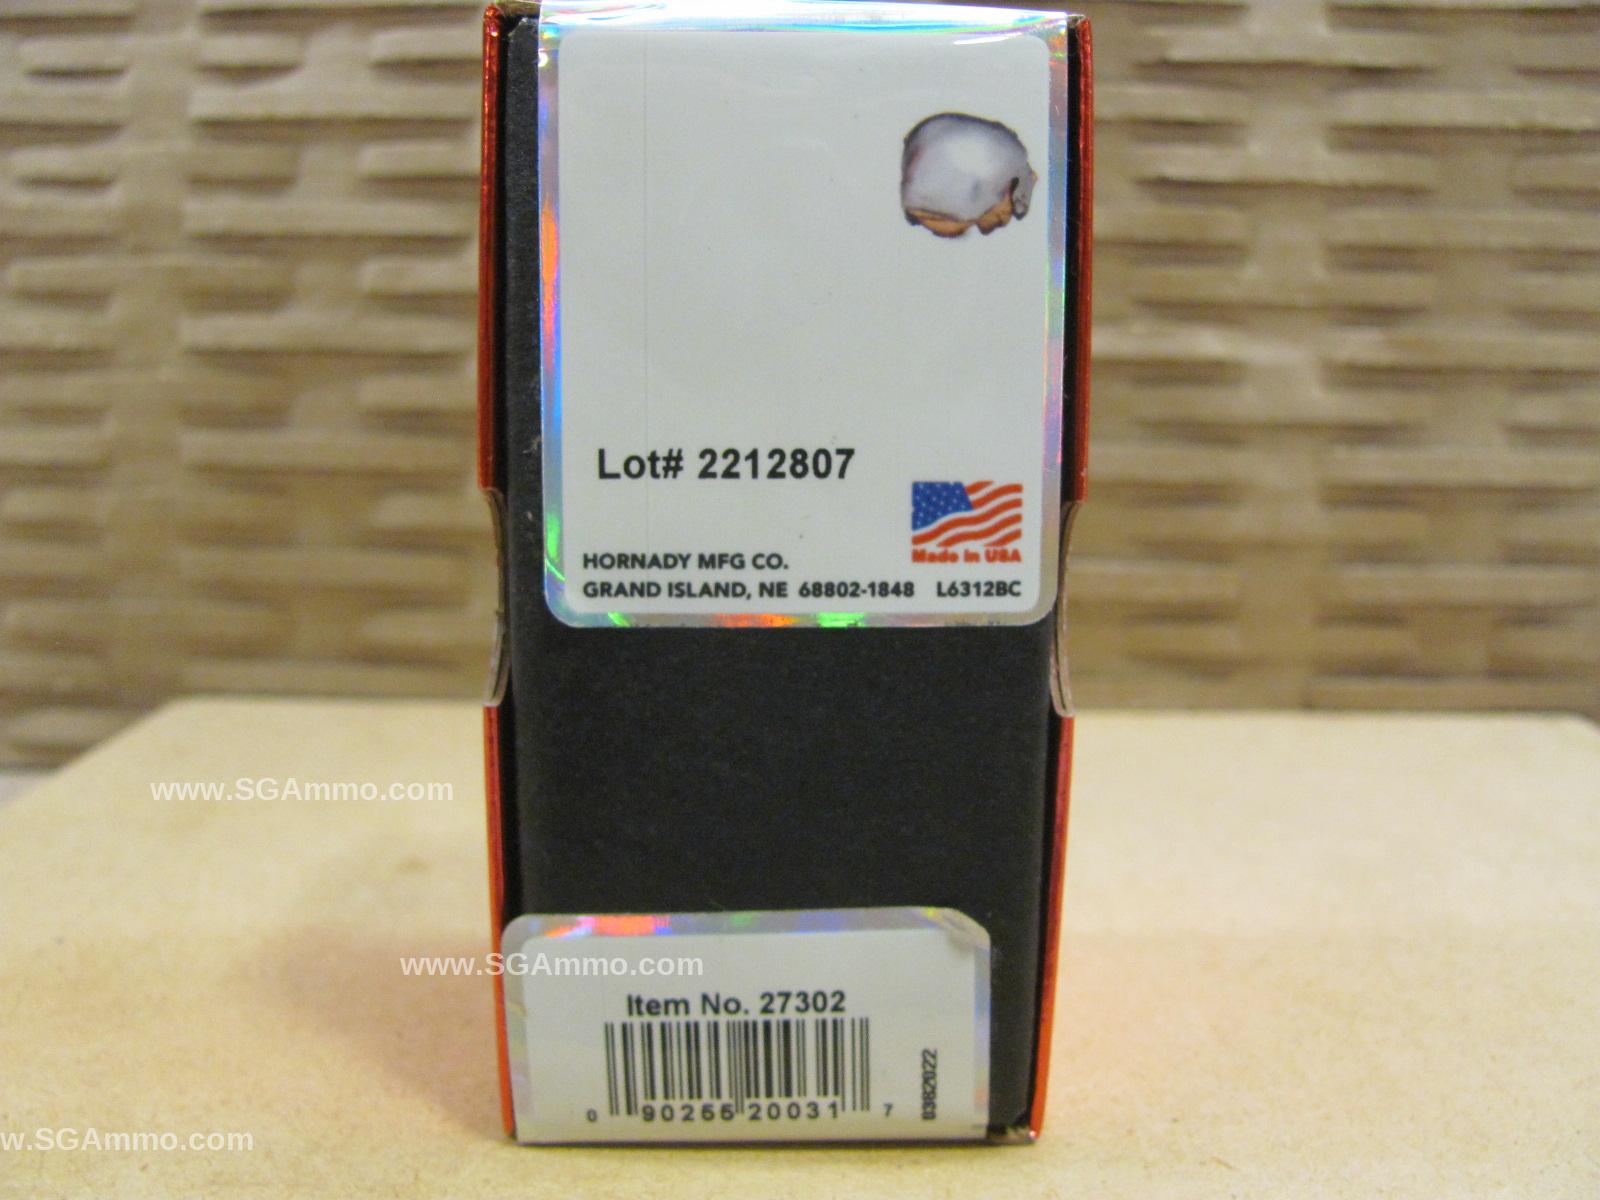 Lot# 2212807
Made in USA
HORNADY MFG CO.
GRAND ISLAND, NE 68802-1848 L6312BC
www.SGAmmo.com
www.SGAmmo.com
Item No. 27302
0 90255 20031 7
0382022
w.SGAmmo.com